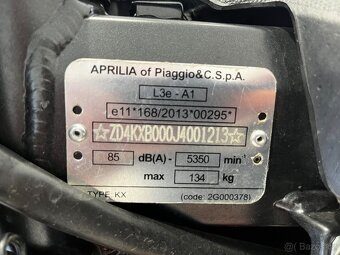 APRILIA of Piaggio&C.S.p.A.
L3e - A1
e11*168/2013*00295*
☆ZD4KXB000J4001213☆
85 dB(A) - 5350 min⁻¹
max 134 kg
TYPE KX (code: 2G000378)